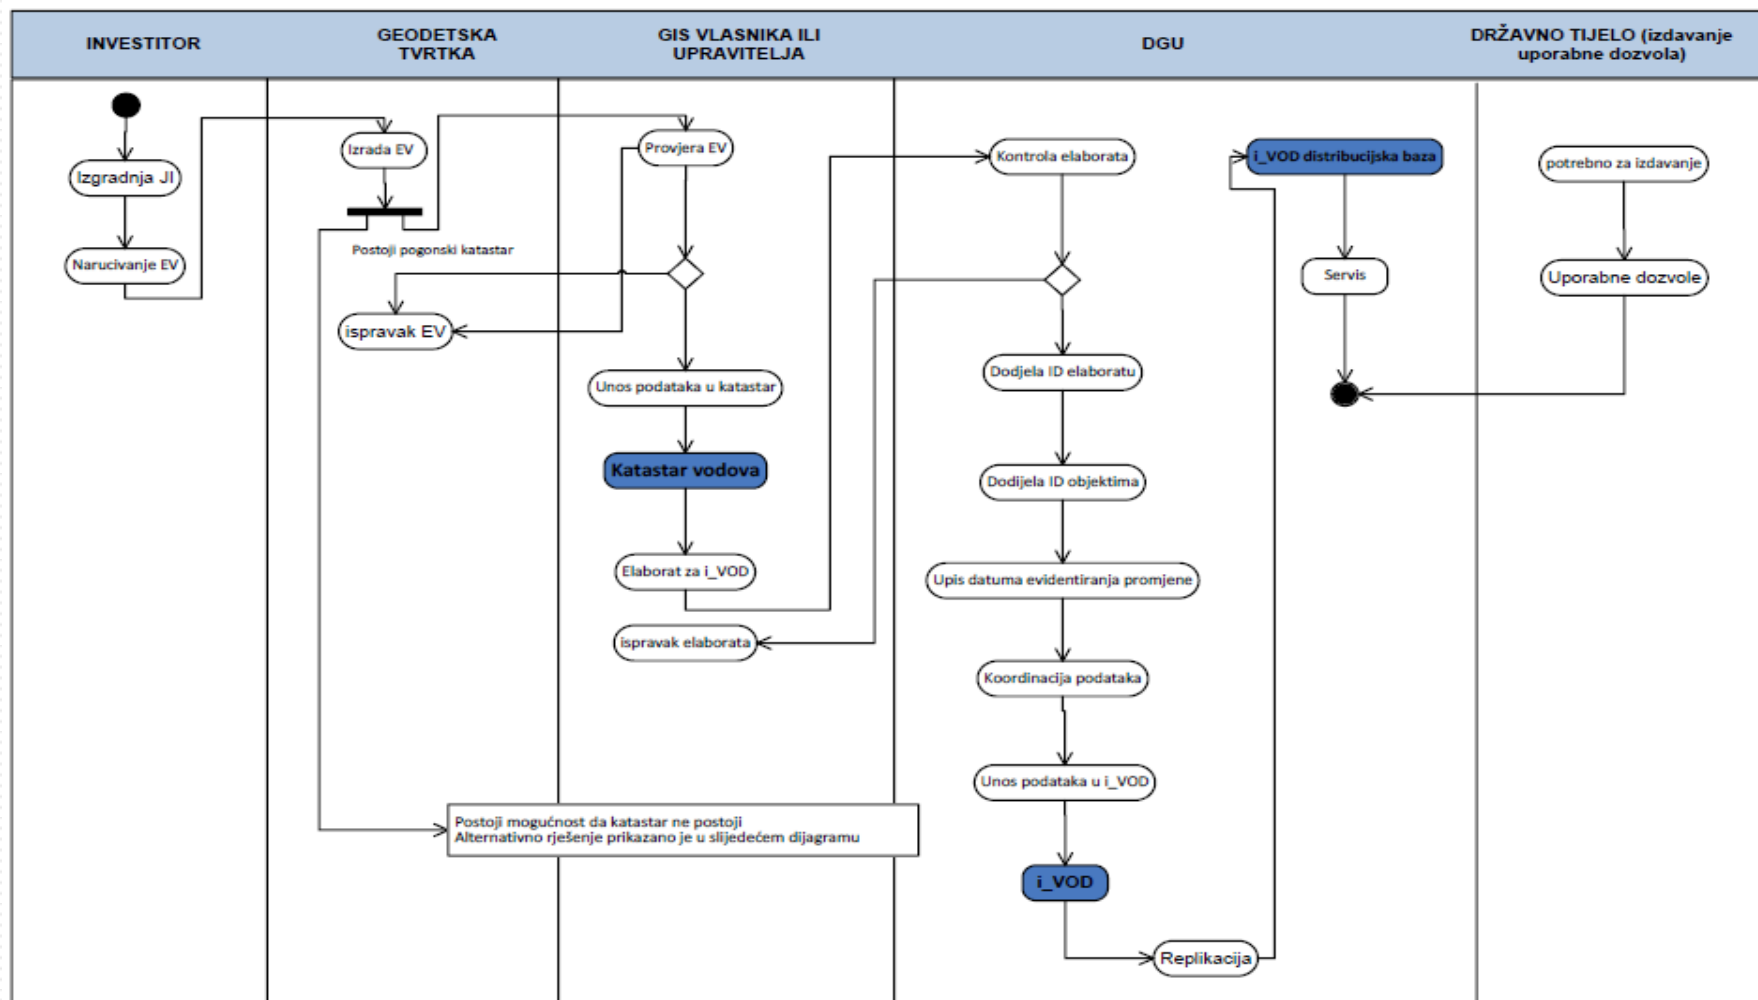 INVESTITOR
GEODETSKA
TVRTKA
GIS VLASNIKA ILI
UPRAVITELJA
DGU
DRŽAVNO TIJELO (izdavanje
uporabne dozvola)
Izgradnja JI
Narucivanje EV
Izrada EV
Postoji pogonski katastar
ispravak EV
Provjera EV
Unos podataka u katastar
Katastar vodova
Elaborat za i_VOD
ispravak elaborata
Postoji mogućnost da katastar ne postoji
Alternativno rješenje prikazano je u slijedećem dijagramu
Kontrola elaborata
Dodjela ID elaboratu
Dodijela ID objektima
Upis datuma evidentiranja promjene
Koordinacija podataka
Unos podataka u i_VOD
i_VOD
Replikacija
i_VOD distribucijska baza
Servis
potrebno za izdavanje
Uporabne dozvole